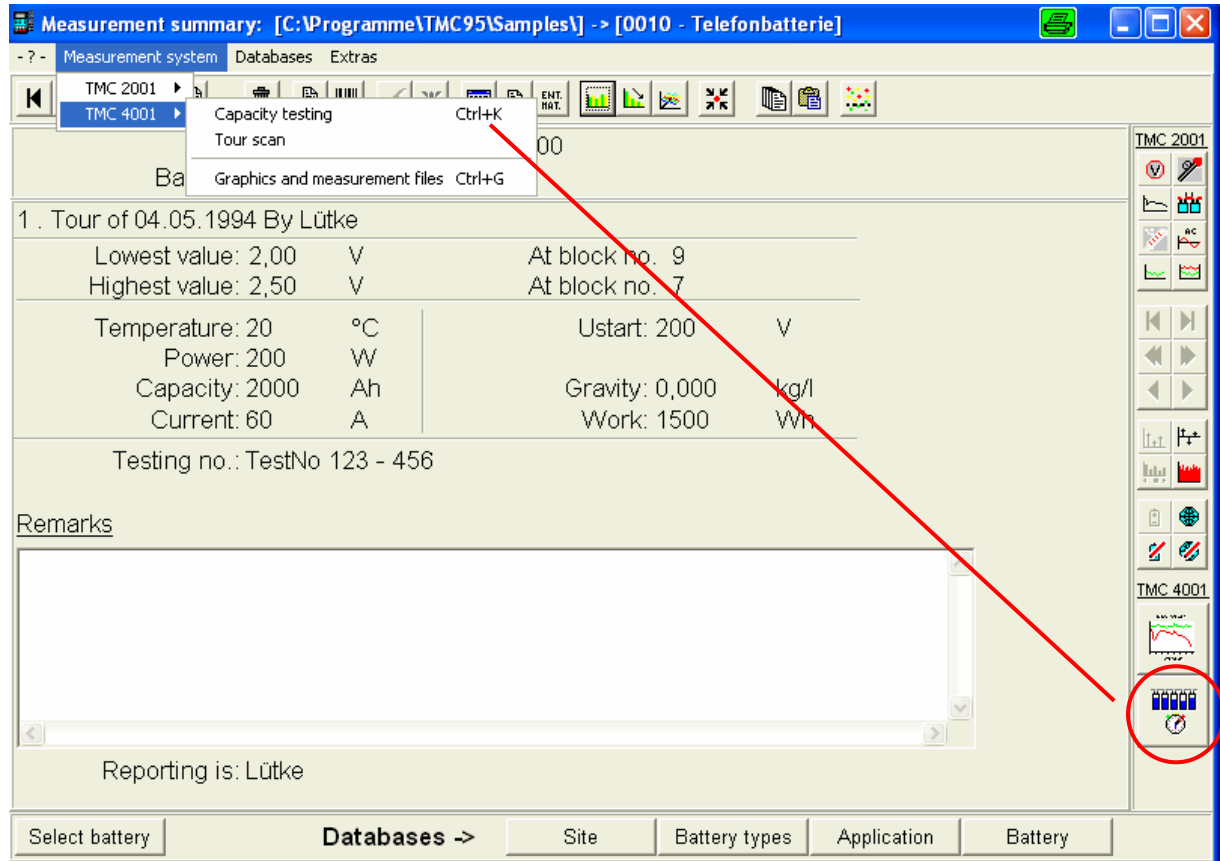 Measurement summary: [C:\Programme\TMC95\Samples\] -> [0010 - Telefonbatterie]
- ? - Measurement system Databases Extras
TMC 2001
TMC 4001
Capacity testing Ctrl+K
Tour scan
Graphics and measurement files Ctrl+G
ENT.
MAT.
00
Ba
1 . Tour of 04.05.1994 By Lütke
Lowest value: 2,00 V At block no. 9
Highest value: 2,50 V At block no. 7
Temperature: 20 °C Ustart: 200 V
Power: 200 W
Capacity: 2000 Ah Gravity: 0,000 kg/l
Current: 60 A Work: 1500 Wh
Testing no.: TestNo 123 - 456
Remarks
Reporting is: Lütke
TMC 2001
V
AC
TMC 4001
Select battery Databases -> Site Battery types Application Battery